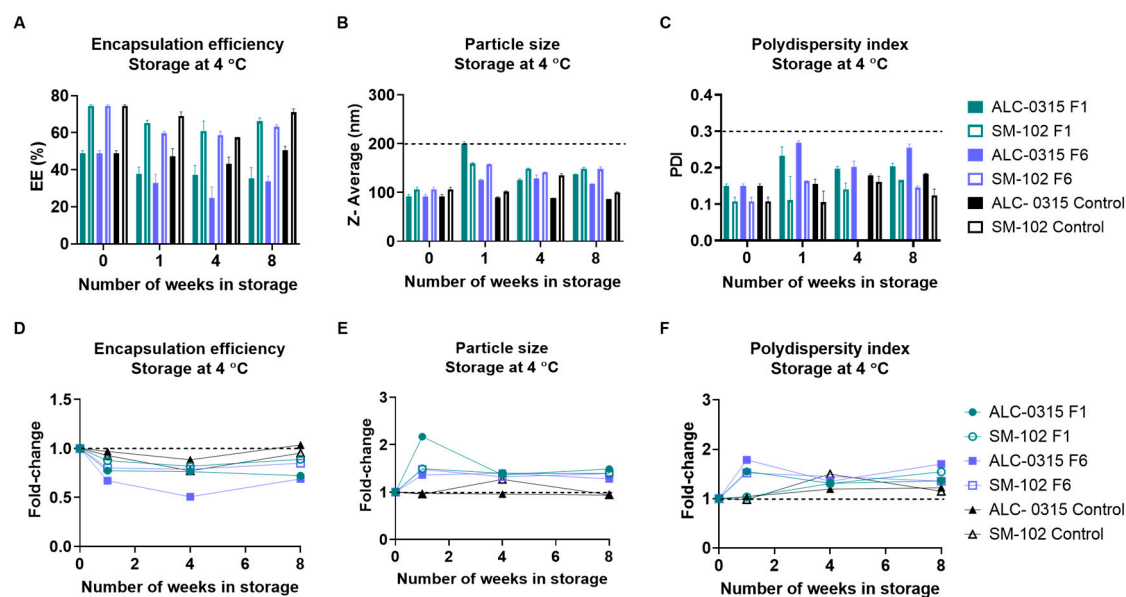 A
Encapsulation efficiency
Storage at 4 °C
EE (%)
80
60
40
20
0
0 1 4 8
Number of weeks in storage
B
Particle size
Storage at 4 °C
Z- Average (nm)
300
200
100
0
0 1 4 8
Number of weeks in storage
C
Polydispersity index
Storage at 4 °C
PDI
0.4
0.3
0.2
0.1
0.0
0 1 4 8
Number of weeks in storage
ALC-0315 F1
SM-102 F1
ALC-0315 F6
SM-102 F6
ALC- 0315 Control
SM-102 Control
D
Encapsulation efficiency
Storage at 4 °C
Fold-change
1.5
1.0
0.5
0.0
0 2 4 6 8
Number of weeks in storage
E
Particle size
Storage at 4 °C
Fold-change
3
2
1
0
0 2 4 6 8
Number of weeks in storage
F
Polydispersity index
Storage at 4 °C
Fold-change
3
2
1
0
0 2 4 6 8
Number of weeks in storage
ALC-0315 F1
SM-102 F1
ALC-0315 F6
SM-102 F6
ALC- 0315 Control
SM-102 Control